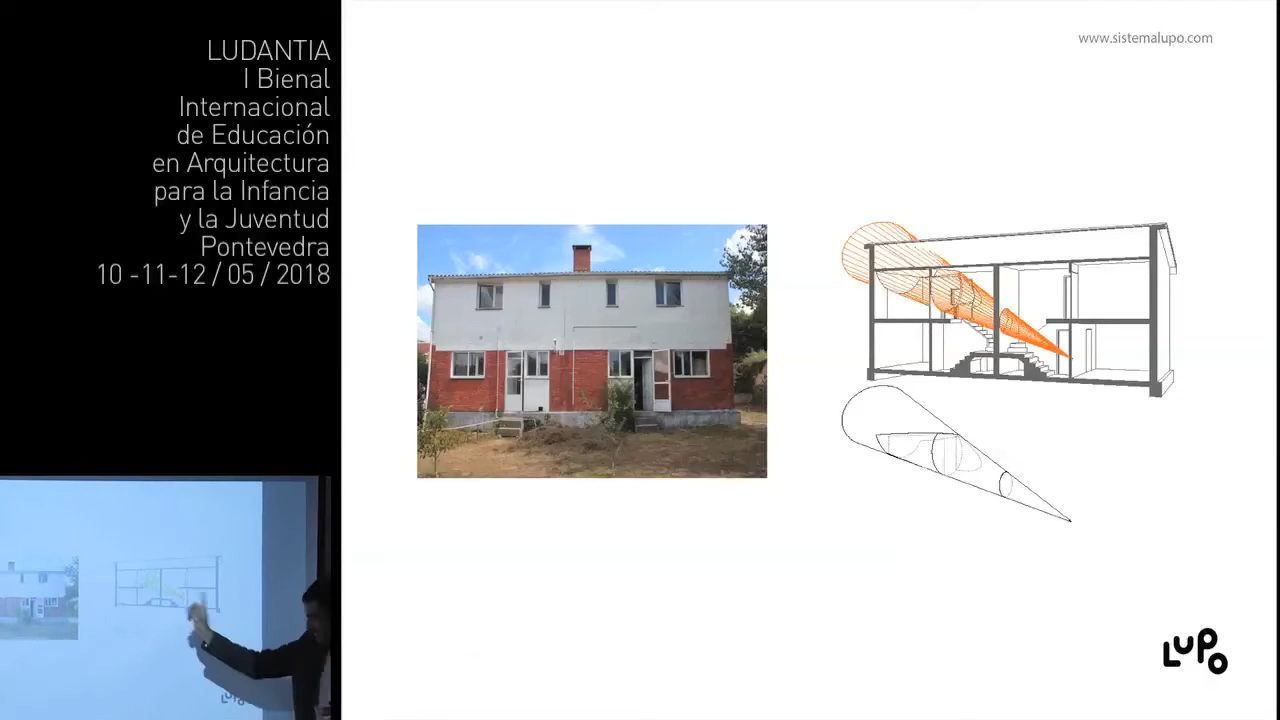 LUDANTIA
I Bienal
Internacional
de Educación
en Arquitectura
para la Infancia
y la Juventud
Pontevedra
10 -11-12 / 05 / 2018
www.sistemalupo.com
LUPO